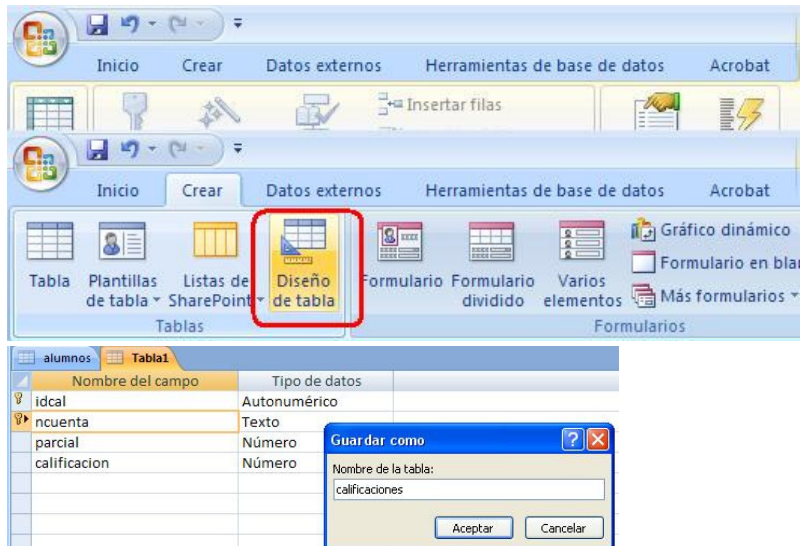 Inicio Crear Datos externos Herramientas de base de datos Acrobat
Insertar filas
Inicio Crear Datos externos Herramientas de base de datos Acrobat
Tabla Plantillas de tabla Listas de SharePoint Diseño de tabla Formulario Formulario dividido Varios elementos Gráfico dinámico
Formulario en
Más formularios
Tablas Formularios
alumnos Tabla1
Nombre del campo Tipo de datos
idcal Autonumérico
ncuenta Texto
parcial Número
calificacion Número
Guardar como
Nombre de la tabla:
calificaciones
Aceptar Cancelar